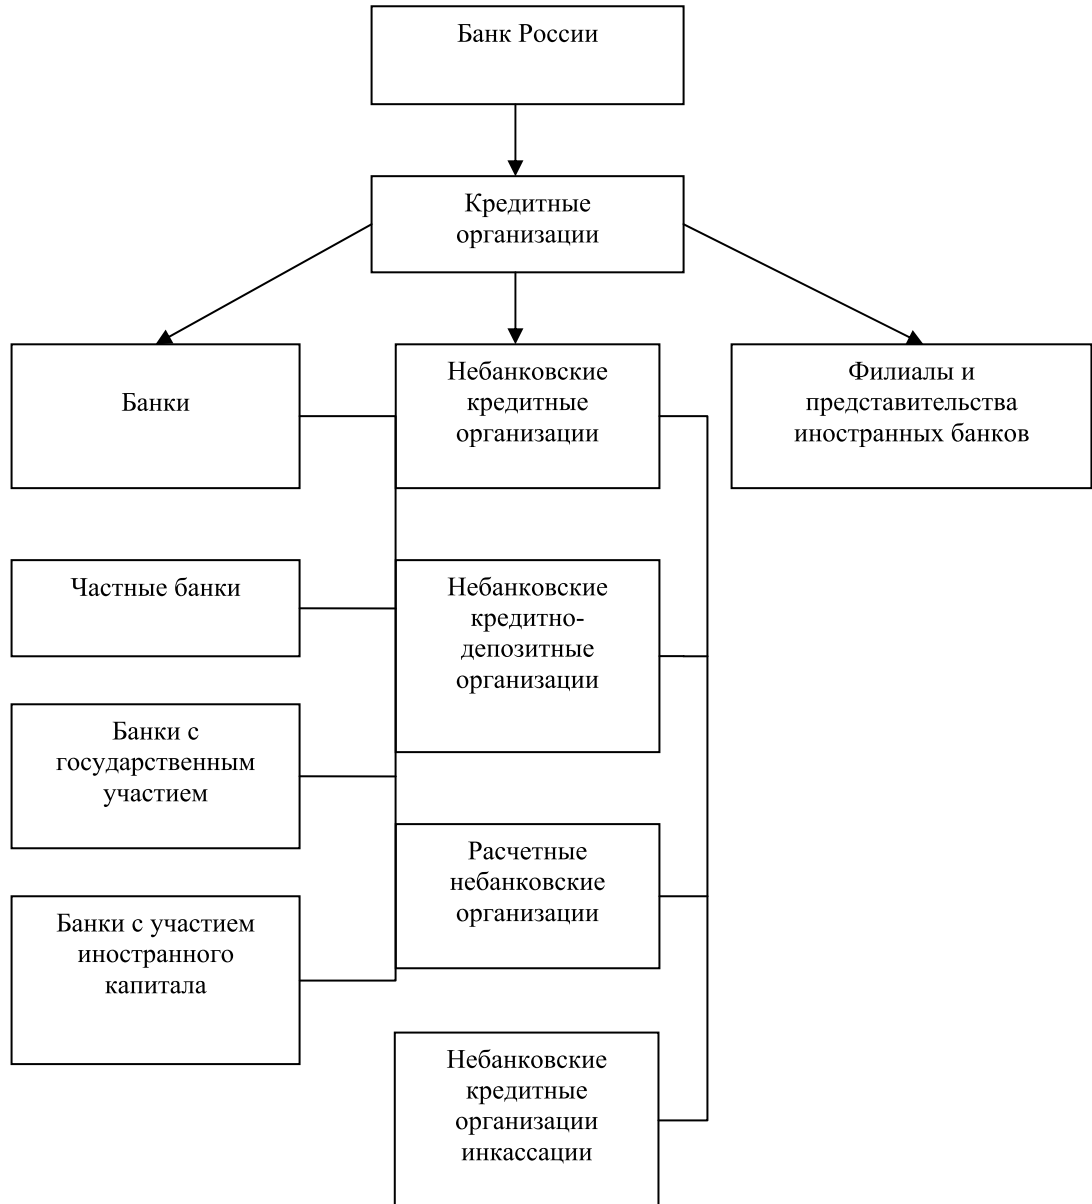 Банк России
Кредитные
организации
Банки
Небанковские
кредитные
организации
Филиалы и
представительства
иностранных банков
Частные банки
Небанковские
кредитно-
депозитные
организации
Банки с
государственным
участием
Расчетные
небанковские
организации
Банки с участием
иностранного
капитала
Небанковские
кредитные
организации
инкассации